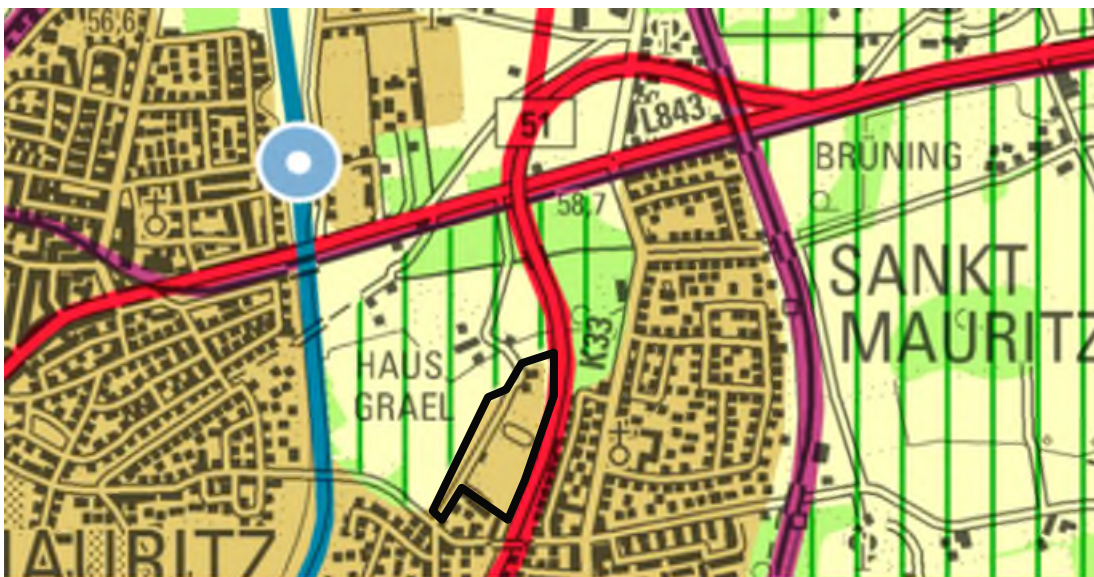 56,6
51
L843
BRÜNING
58,7
SANKT
MAURITZ
K33
HAUS
GRAEL
AURITZ